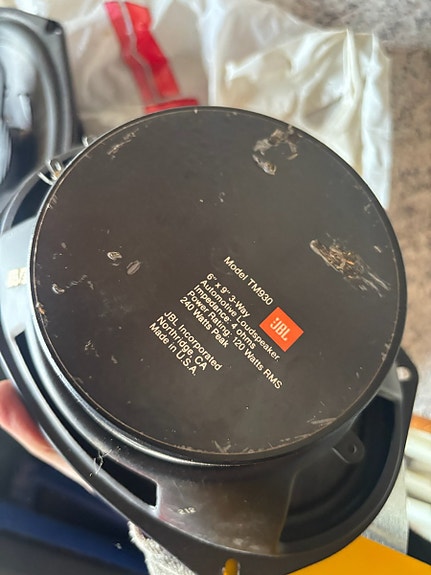 Model TM930
6" x 9" 3-Way
Automotive Loudspeaker
Impedance: 4 Ohms
Power Rating: 120 Watts RMS
240 Watts Peak
JBL
JBL Incorporated
Northridge, CA
Made in U.S.A.